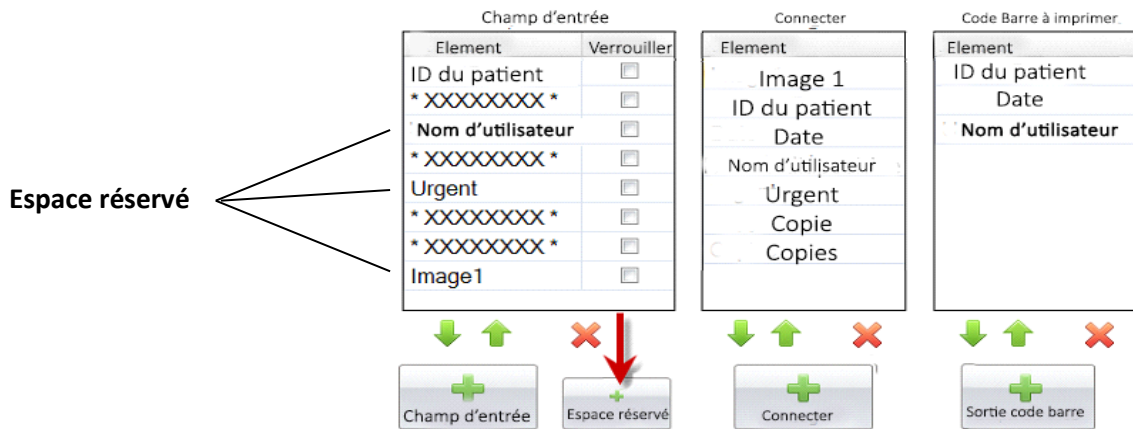 Champ d'entrée
Element Verrouiller
ID du patient
* XXXXXXXX *
Nom d'utilisateur
* XXXXXXXX *
Urgent
* XXXXXXXX *
* XXXXXXXX *
Image1
Espace réservé
Champ d'entrée
Espace réservé
Connecter
Element
Image 1
ID du patient
Date
Nom d'utilisateur
Urgent
Copie
Copies
Connecter
Code Barre à imprimer
Element
ID du patient
Date
Nom d'utilisateur
Sortie code barre